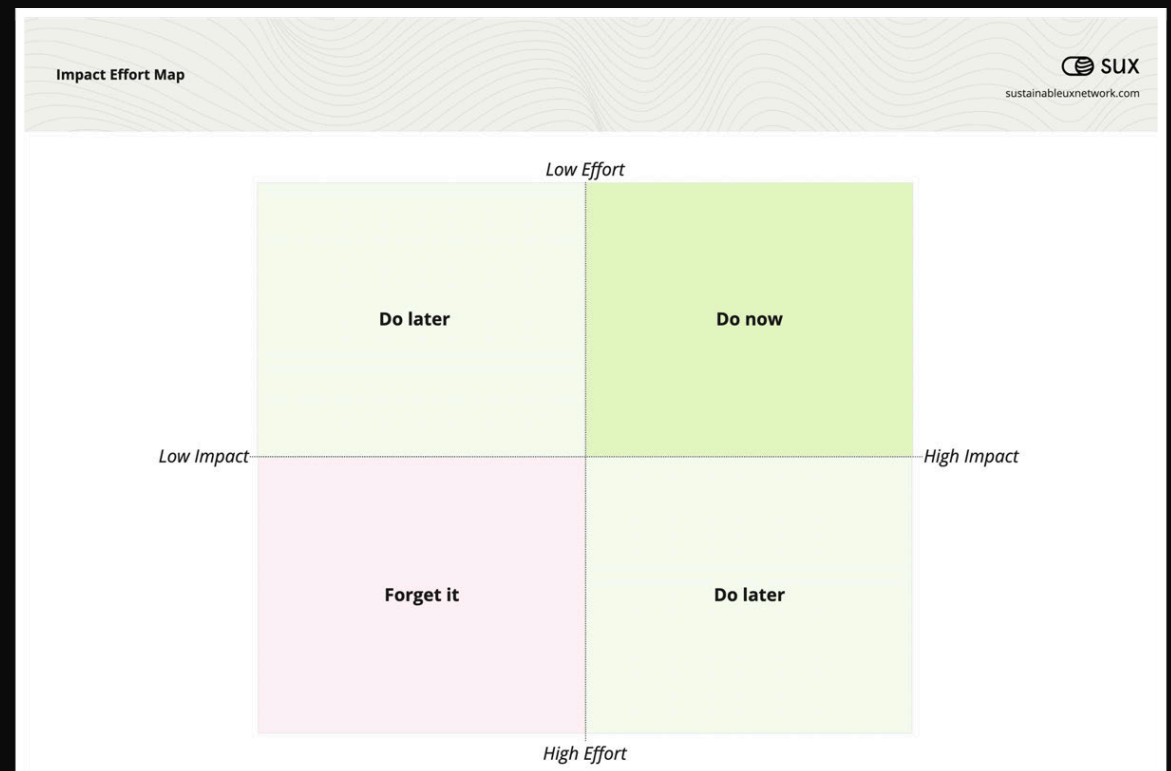 Impact Effort Map
sux
sustainableuxnetwork.com
Low Effort
Do later
Do now
Low Impact
High Impact
Forget it
Do later
High Effort